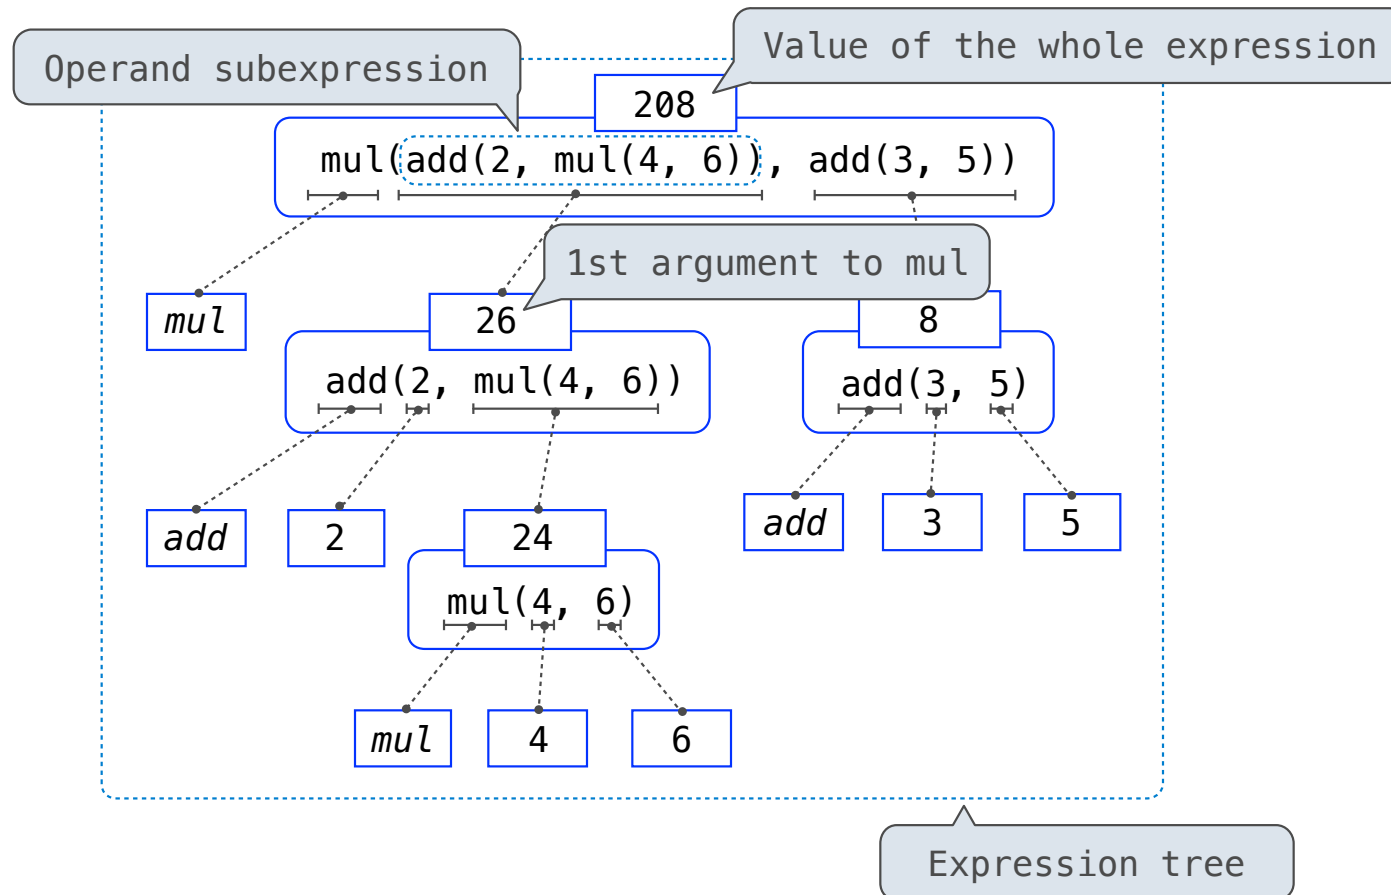 Value of the whole expression
Operand subexpression
208
mul(add(2, mul(4, 6)), add(3, 5))
1st argument to mul
mul
26
8
add(2, mul(4, 6))
add(3, 5)
add
2
24
add
3
5
mul(4, 6)
mul
4
6
Expression tree